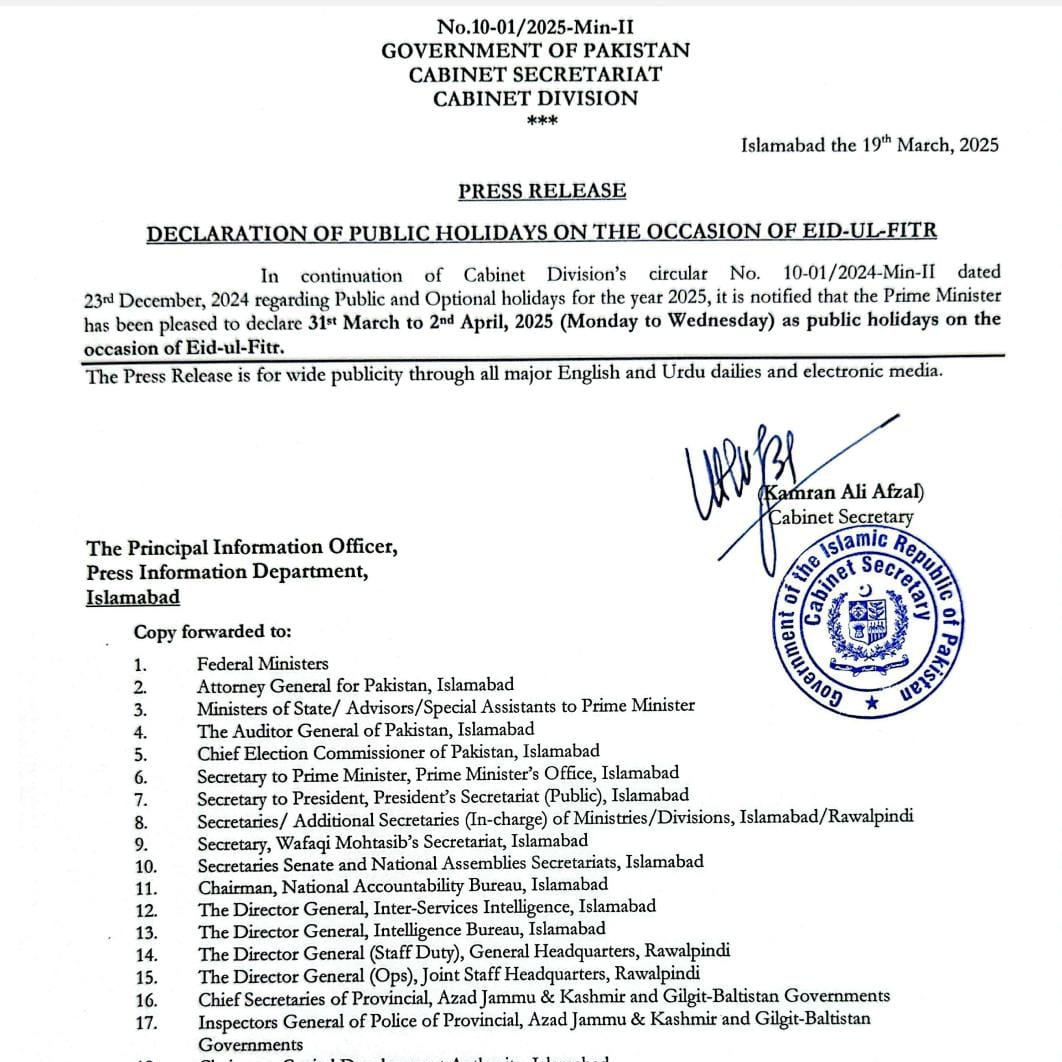 No.10-01/2025-Min-II
GOVERNMENT OF PAKISTAN
CABINET SECRETARIAT
CABINET DIVISION
***
Islamabad the 19th March, 2025
PRESS RELEASE
DECLARATION OF PUBLIC HOLIDAYS ON THE OCCASION OF EID-UL-FITR
In continuation of Cabinet Division's circular No. 10-01/2024-Min-II dated
23rd December, 2024 regarding Public and Optional holidays for the year 2025, it is notified that the Prime Minister
has been pleased to declare 31st March to 2nd April, 2025 (Monday to Wednesday) as public holidays on the
occasion of Eid-ul-Fitr.
The Press Release is for wide publicity through all major English and Urdu dailies and electronic media.
(Kamran Ali Afzal)
Cabinet Secretary
Government of the Islamic Republic of Pakistan
Cabinet Secretary
The Principal Information Officer,
Press Information Department,
Islamabad
Copy forwarded to:
1. Federal Ministers
2. Attorney General for Pakistan, Islamabad
3. Ministers of State/ Advisors/Special Assistants to Prime Minister
4. The Auditor General of Pakistan, Islamabad
5. Chief Election Commissioner of Pakistan, Islamabad
6. Secretary to Prime Minister, Prime Minister's Office, Islamabad
7. Secretary to President, President's Secretariat (Public), Islamabad
8. Secretaries/ Additional Secretaries (In-charge) of Ministries/Divisions, Islamabad/Rawalpindi
9. Secretary, Wafaqi Mohtasib's Secretariat, Islamabad
10. Secretaries Senate and National Assemblies Secretariats, Islamabad
11. Chairman, National Accountability Bureau, Islamabad
12. The Director General, Inter-Services Intelligence, Islamabad
13. The Director General, Intelligence Bureau, Islamabad
14. The Director General (Staff Duty), General Headquarters, Rawalpindi
15. The Director General (Ops), Joint Staff Headquarters, Rawalpindi
16. Chief Secretaries of Provincial, Azad Jammu & Kashmir and Gilgit-Baltistan Governments
17. Inspectors General of Police of Provincial, Azad Jammu & Kashmir and Gilgit-Baltistan
Governments